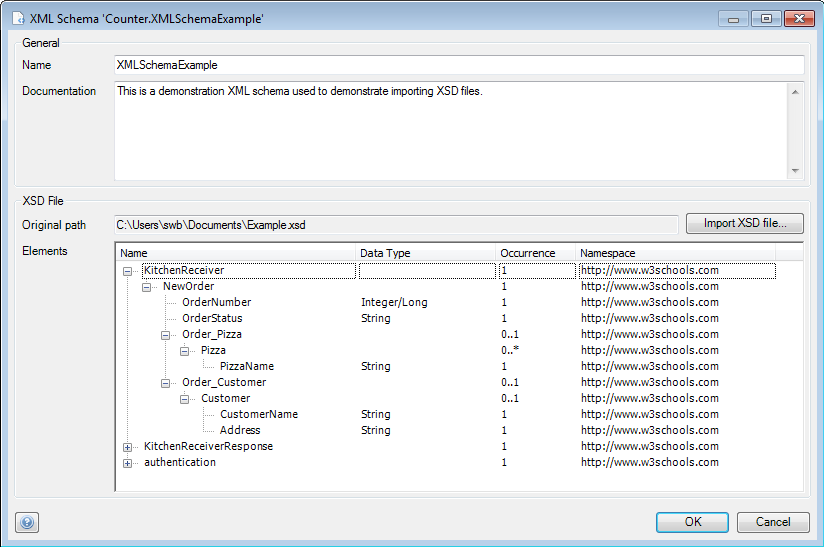 XML Schema 'Counter.XMLSchemaExample'
General
Name XMLSchemaExample
Documentation This is a demonstration XML schema used to demonstrate importing XSD files.
XSD File
Original path C:\Users\swb\Documents\Example.xsd Import XSD file...
Elements
Name Data Type Occurrence Namespace
KitchenReceiver 1 http://www.w3schools.com
NewOrder 1 http://www.w3schools.com
OrderNumber Integer/Long 1 http://www.w3schools.com
OrderStatus String 1 http://www.w3schools.com
Order_Pizza 0..1 http://www.w3schools.com
Pizza 0..* http://www.w3schools.com
PizzaName String 1 http://www.w3schools.com
Order_Customer 0..1 http://www.w3schools.com
Customer 0..1 http://www.w3schools.com
CustomerName String 1 http://www.w3schools.com
Address String 1 http://www.w3schools.com
KitchenReceiverResponse 1 http://www.w3schools.com
authentication 1 http://www.w3schools.com
? OK Cancel